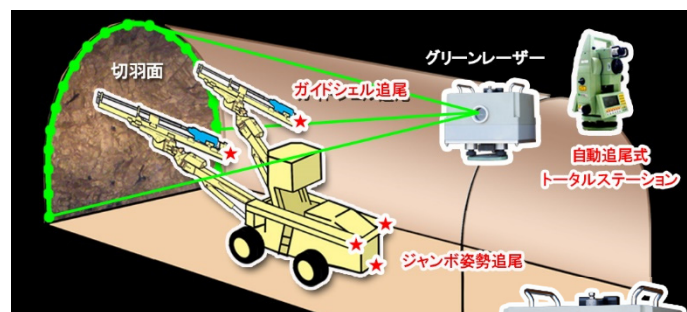 切羽面
ガイドシェル追尾
グリーンレーザー
自動追尾式
トータルステーション
ジャンボ姿勢追尾